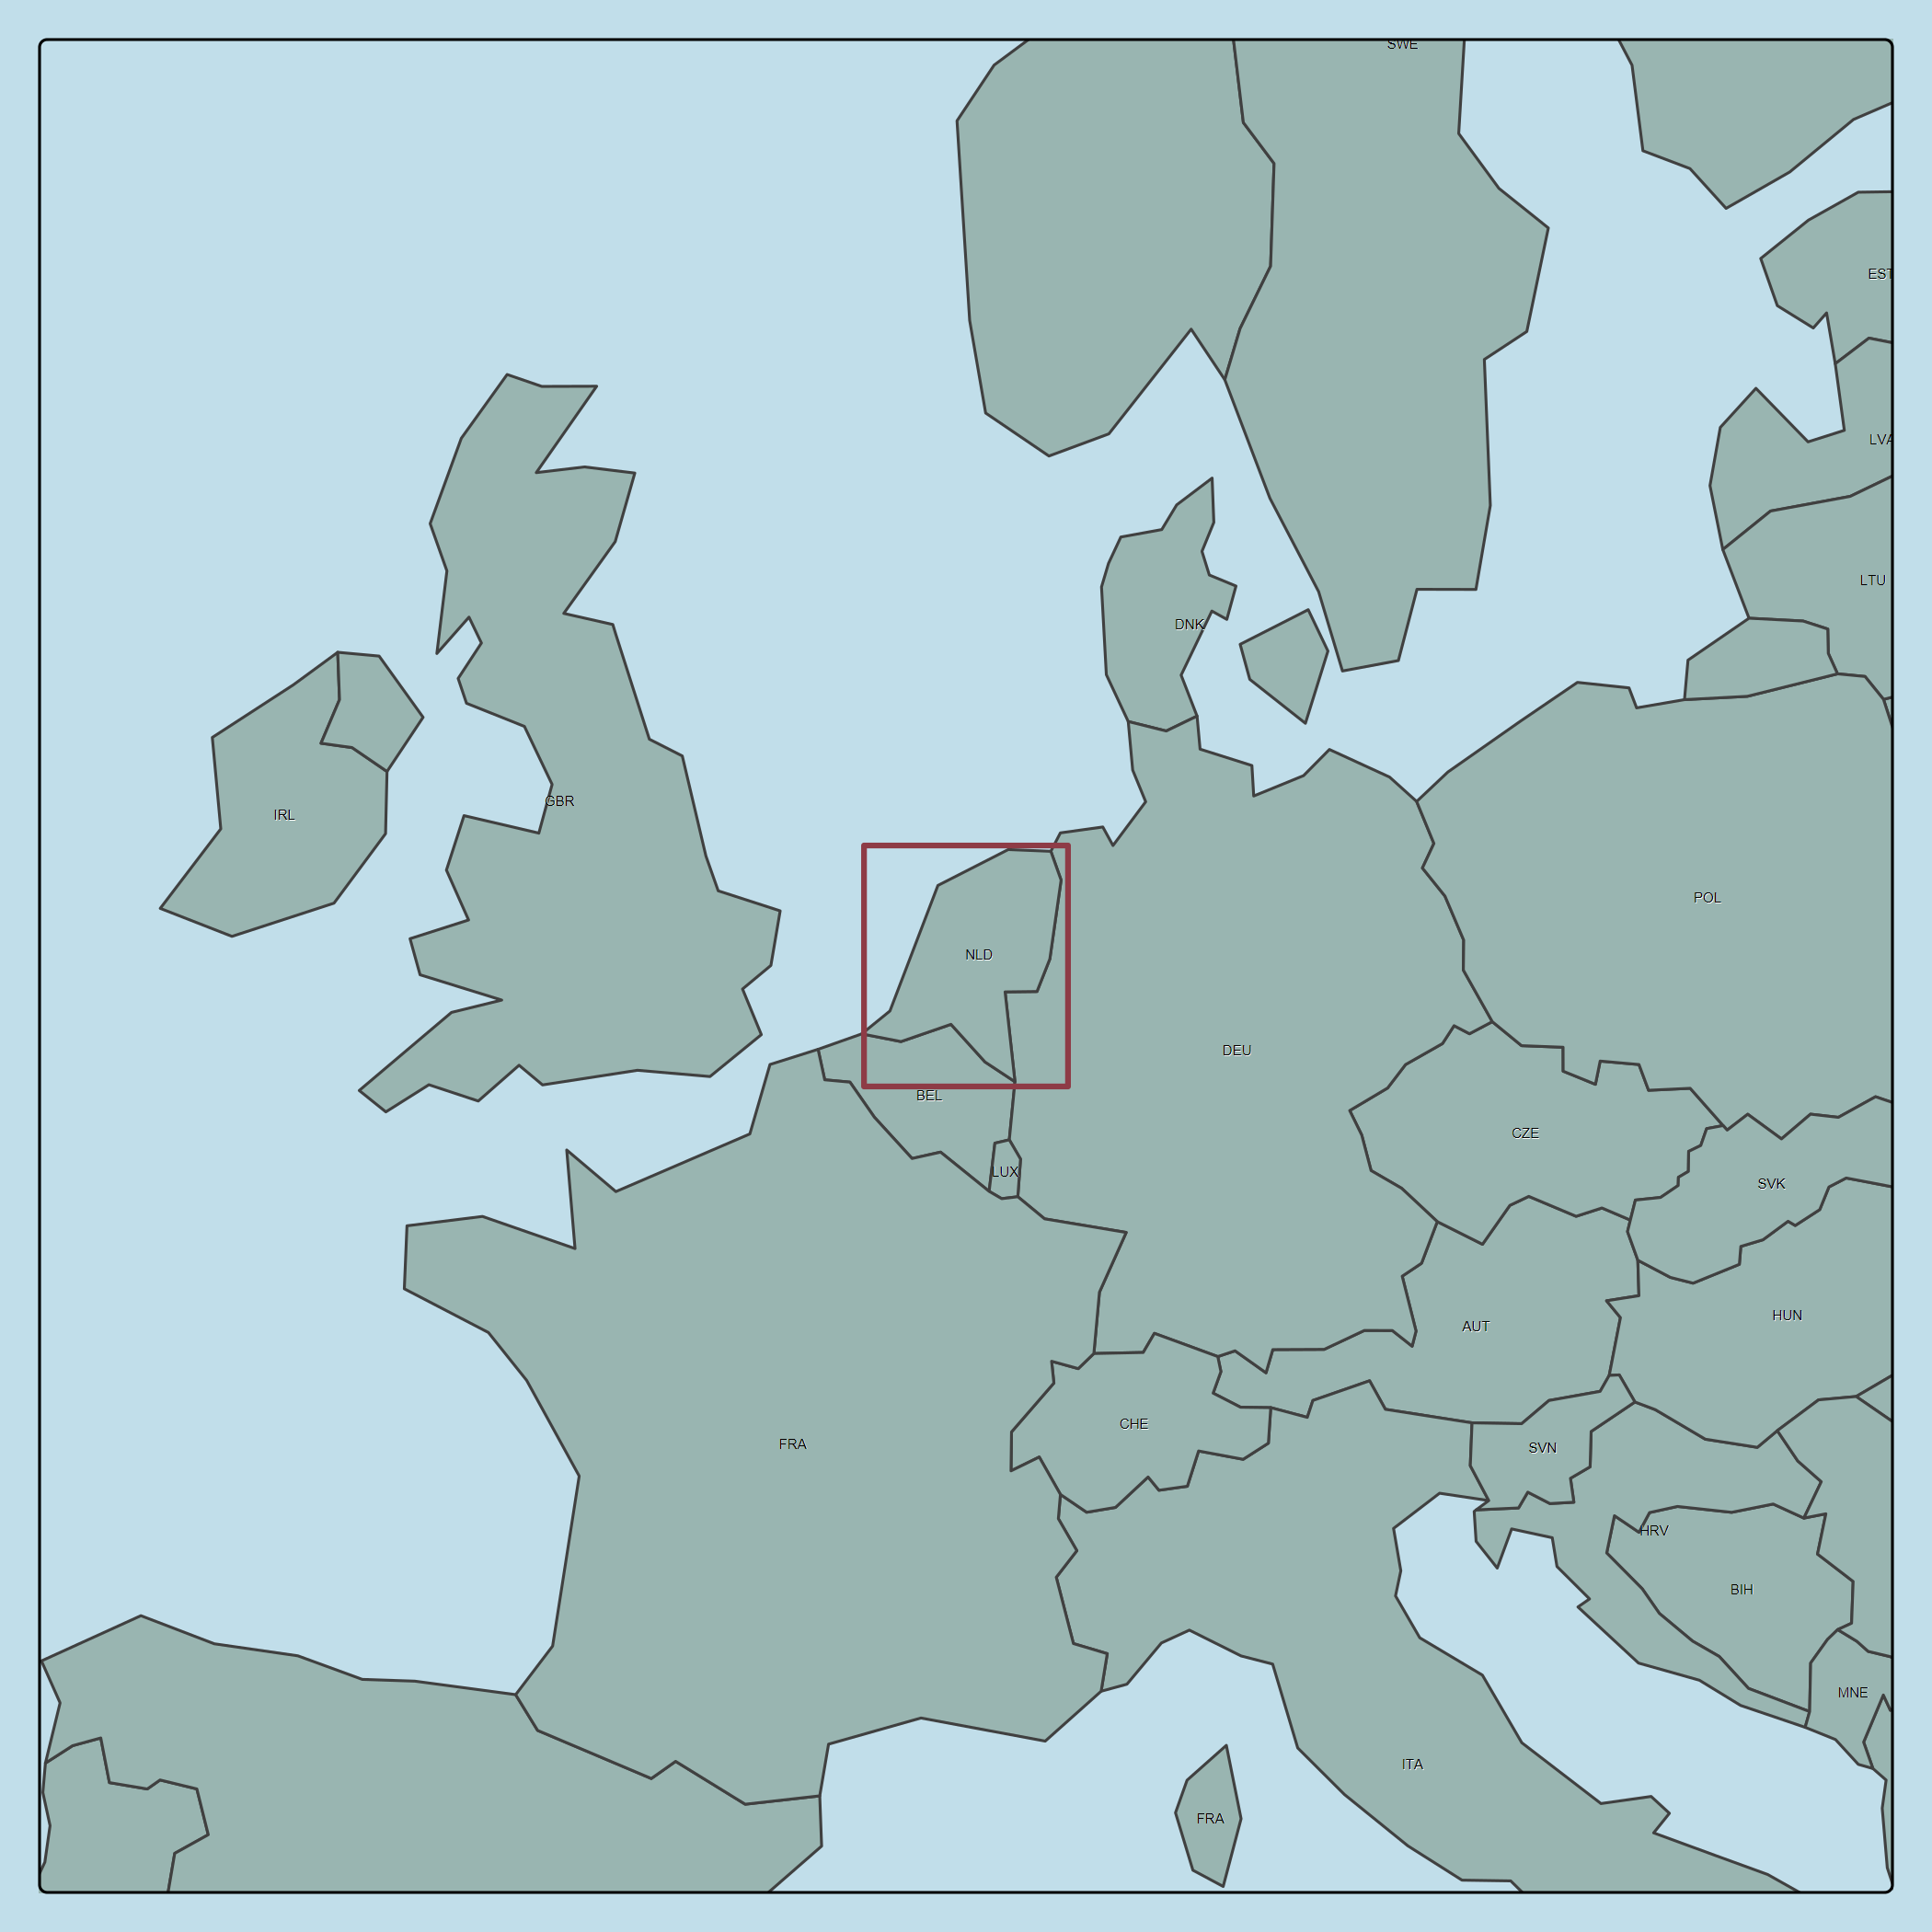 SWE
EST
LVA
LTU
DNK
IRL
GBR
POL
NLD
DEU
BEL
CZE
LUX
SVK
HUN
AUT
CHE
FRA
SVN
HRV
BIH
MNE
ITA
FRA